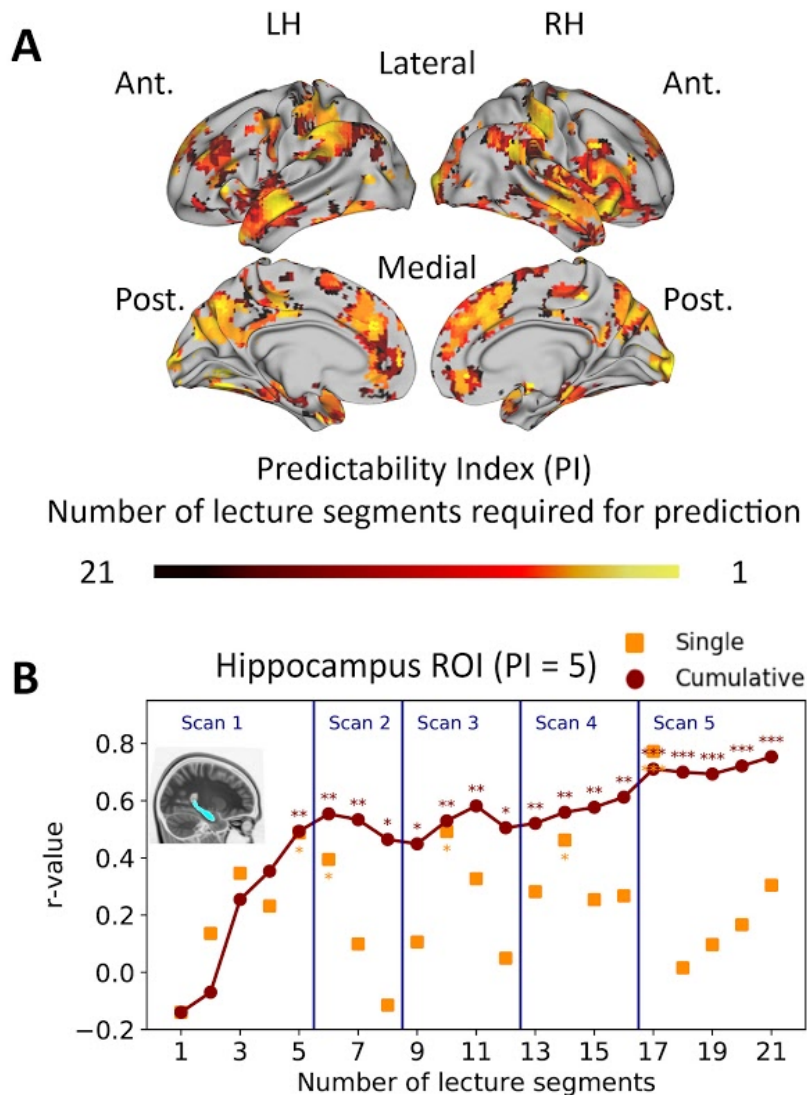 A
LH RH
Lateral
Ant. Ant.
Medial
Post. Post.
Predictability Index (PI)
Number of lecture segments required for prediction
21 1
B
Hippocampus ROI (PI = 5)
Single
Cumulative
Scan 1 Scan 2 Scan 3 Scan 4 Scan 5
r-value
0.8
0.6
0.4
0.2
0.0
−0.2
** ** ** * * ** ** * ** ** ** ** *** *** *** *** ***
* * * * ***
1 3 5 7 9 11 13 15 17 19 21
Number of lecture segments